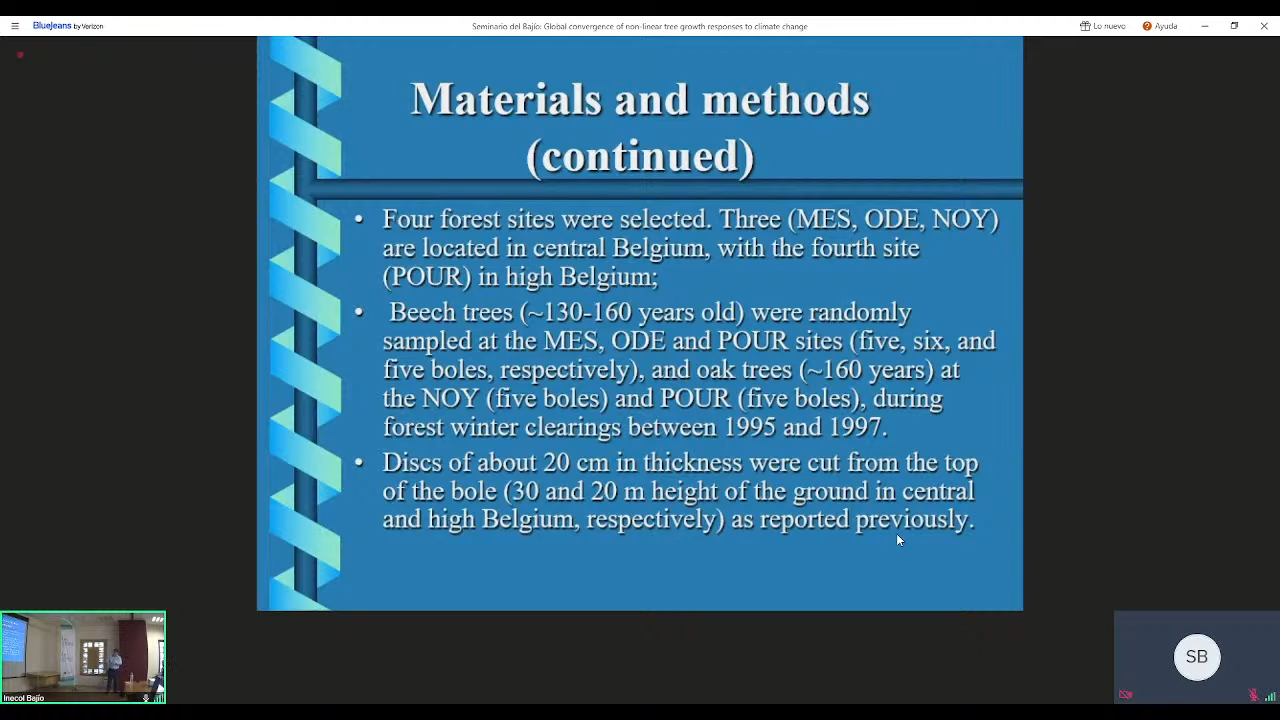 BlueJeans by Verizon
Seminario del Bajío: Global convergence of non-linear tree growth responses to climate change
Lo nuevo
Ayuda
Materials and methods
(continued)
• Four forest sites were selected. Three (MES, ODE, NOY)
are located in central Belgium, with the fourth site
(POUR) in high Belgium;
• Beech trees (~130-160 years old) were randomly
sampled at the MES, ODE and POUR sites (five, six, and
five boles, respectively), and oak trees (~160 years) at
the NOY (five boles) and POUR (five boles), during
forest winter clearings between 1995 and 1997.
• Discs of about 20 cm in thickness were cut from the top
of the bole (30 and 20 m height of the ground in central
and high Belgium, respectively) as reported previously.
Inecol Bajío
SB